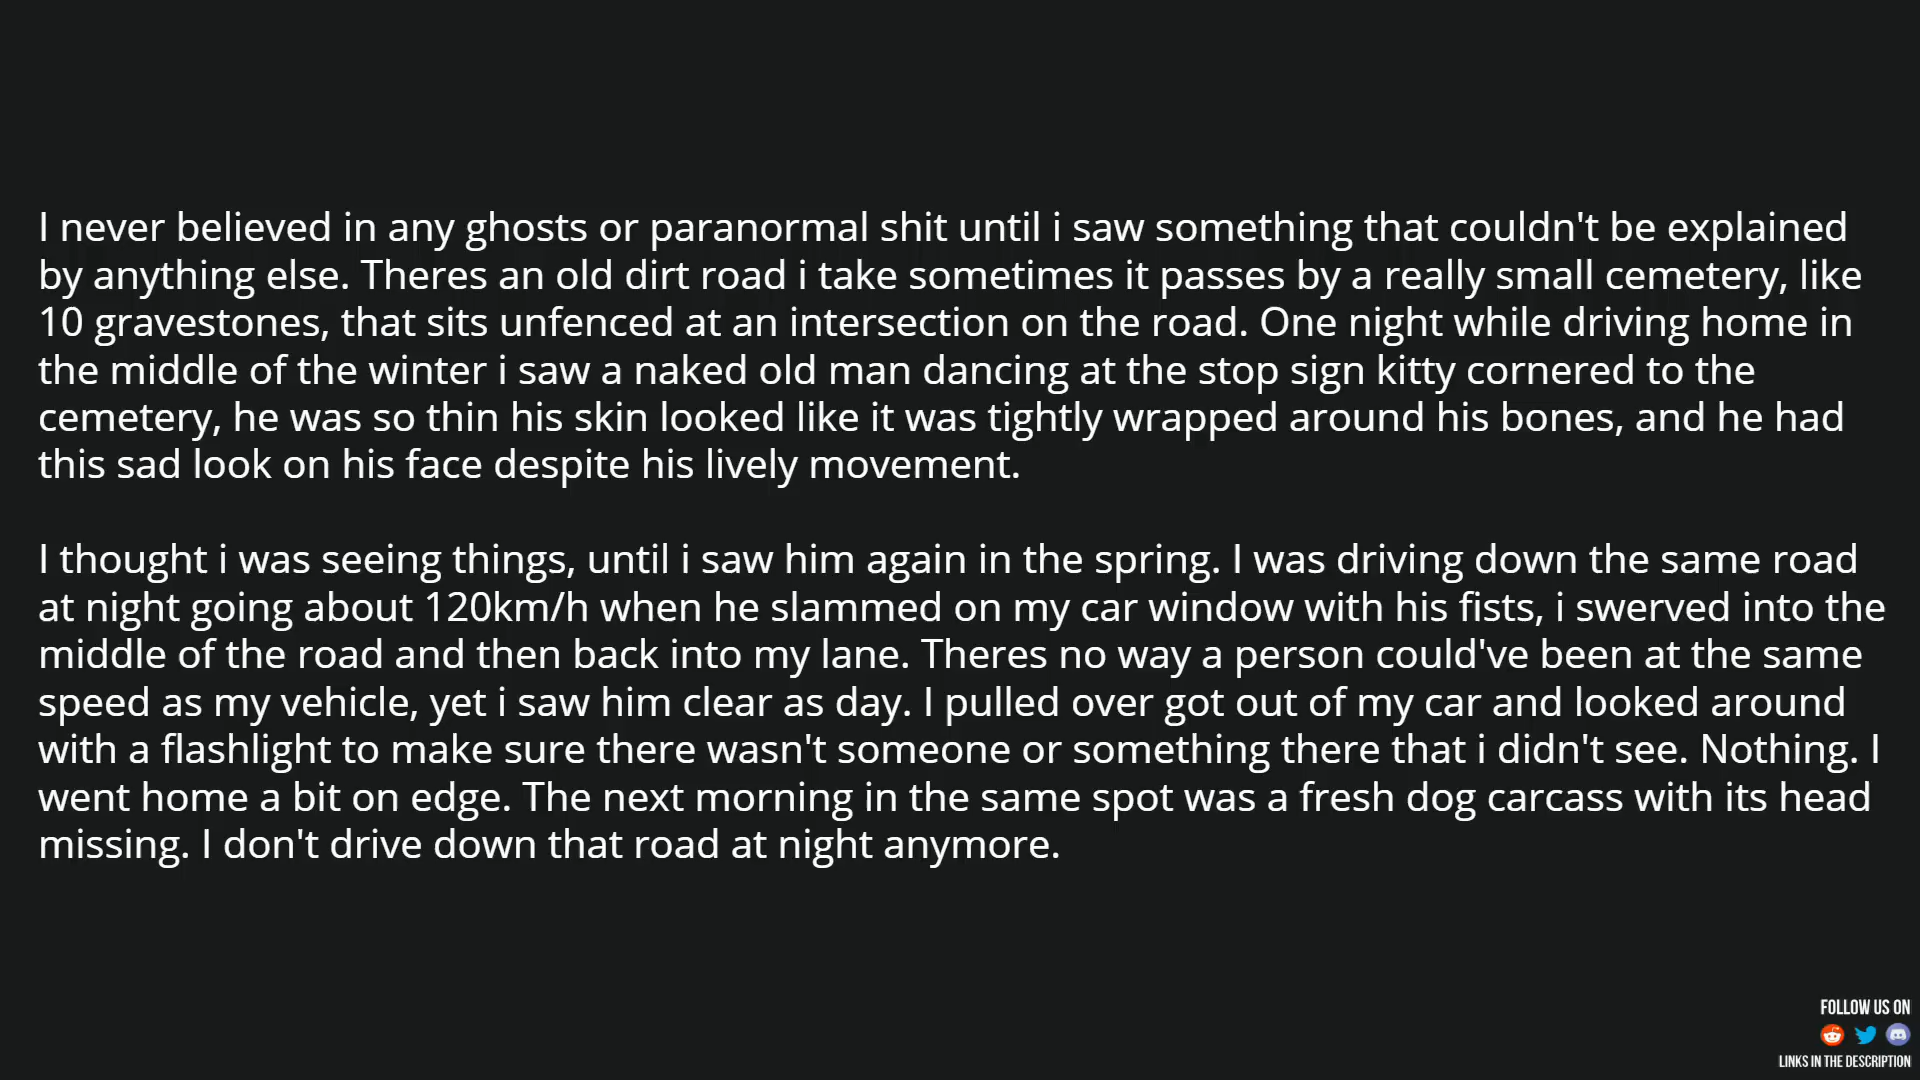 I never believed in any ghosts or paranormal shit until i saw something that couldn't be explained
by anything else. Theres an old dirt road i take sometimes it passes by a really small cemetery, like
10 gravestones, that sits unfenced at an intersection on the road. One night while driving home in
the middle of the winter i saw a naked old man dancing at the stop sign kitty cornered to the
cemetery, he was so thin his skin looked like it was tightly wrapped around his bones, and he had
this sad look on his face despite his lively movement.
I thought i was seeing things, until i saw him again in the spring. I was driving down the same road
at night going about 120km/h when he slammed on my car window with his fists, i swerved into the
middle of the road and then back into my lane. Theres no way a person could've been at the same
speed as my vehicle, yet i saw him clear as day. I pulled over got out of my car and looked around
with a flashlight to make sure there wasn't someone or something there that i didn't see. Nothing. I
went home a bit on edge. The next morning in the same spot was a fresh dog carcass with its head
missing. I don't drive down that road at night anymore.
FOLLOW US ON
LINKS IN THE DESCRIPTION